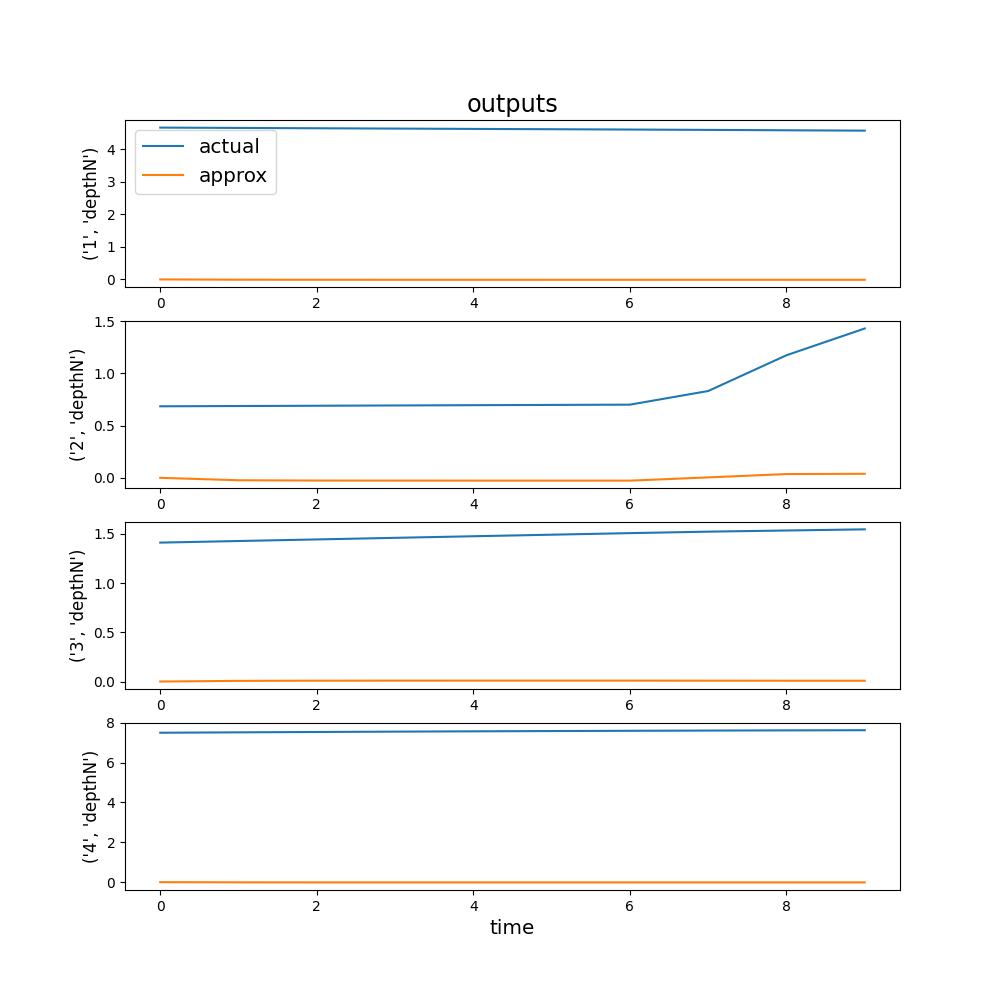 outputs
('1', 'depthN')
4
3
2
1
0
actual
approx
0 2 4 6 8
('2', 'depthN')
1.5
1.0
0.5
0.0
0 2 4 6 8
('3', 'depthN')
1.5
1.0
0.5
0.0
0 2 4 6 8
('4', 'depthN')
8
6
4
2
0
0 2 4 6 8
time